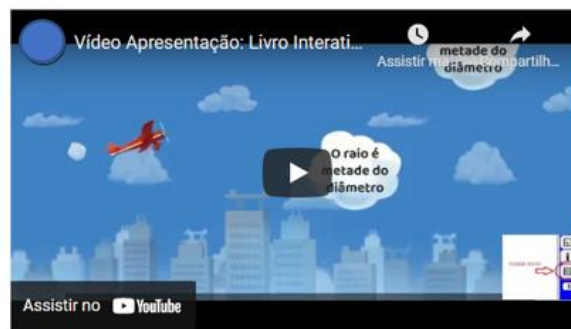 Vídeo Apresentação: Livro Interati...
metade do
diâmetro
Assistir
Compartilh...
O raio é
metade do
diâmetro
Assistir no YouTube